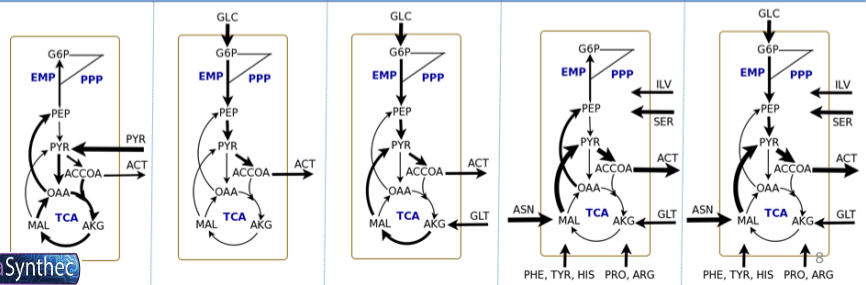 G6P
EMP
PPP
PEP
PYR
PYR
ACT
ACCOA
OAA
TCA
MAL
AKG
GLC
G6P
EMP
PPP
PEP
PYR
ACCOA
ACT
OAA
TCA
MAL
AKG
GLC
G6P
EMP
PPP
PEP
PYR
ACCOA
ACT
OAA
TCA
MAL
AKG
GLT
G6P
EMP
PPP
ILV
PEP
SER
PYR
ACT
ACCOA
OAA
ASN
TCA
MAL
AKG
GLT
PHE, TYR, HIS
PRO, ARG
GLC
G6P
EMP
PPP
ILV
PEP
SER
PYR
ACT
ACCOA
OAA
ASN
TCA
MAL
AKG
GLT
PHE, TYR, HIS
PRO, ARG
8
Synthec